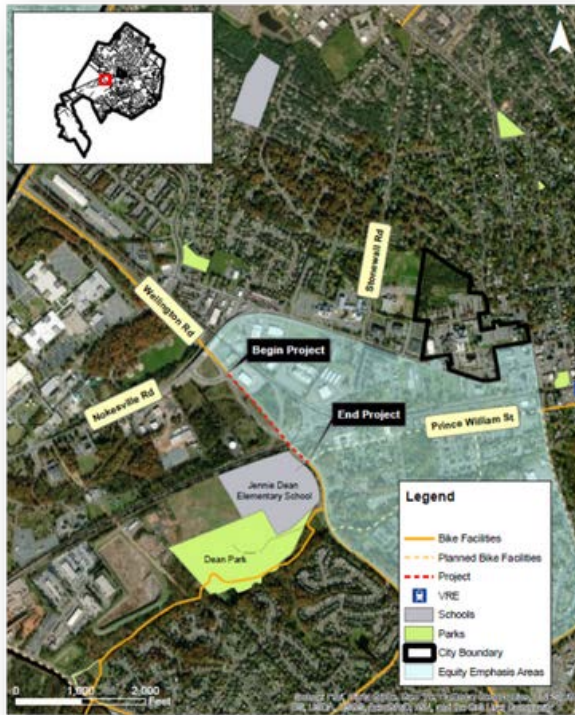 Stonewall Rd
Wellington Rd
Begin Project
Nokesville Rd
End Project
Prince William St
Jennie Dean
Elementary School
Dean Park
Legend
Bike Facilities
Planned Bike Facilities
Project
VRE
Schools
Parks
City Boundary
Equity Emphasis Areas
0 1,000 2,000
Feet